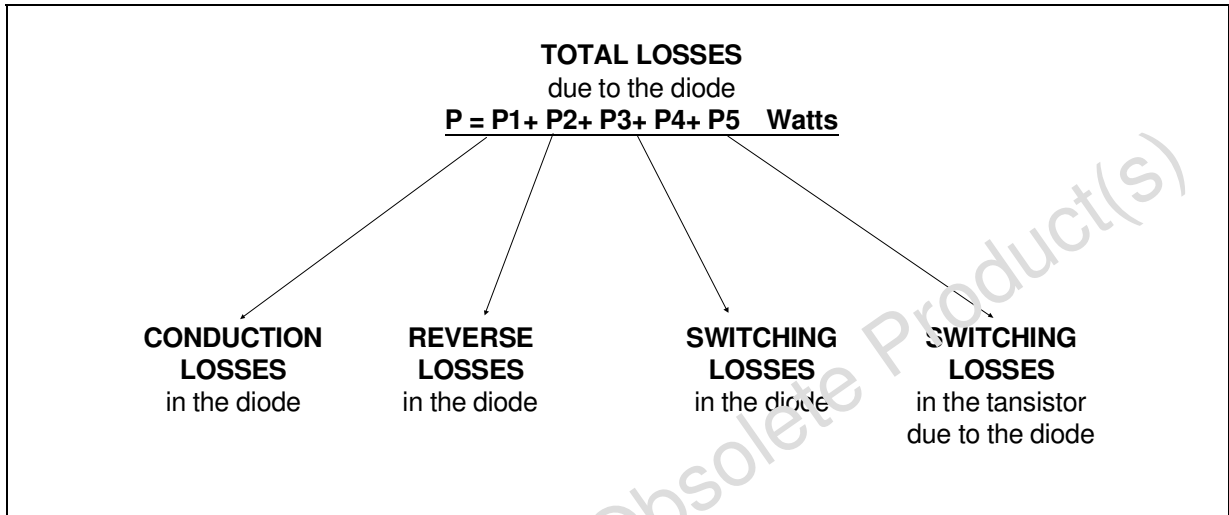 TOTAL LOSSES
due to the diode
P = P1+ P2+ P3+ P4+ P5 Watts
CONDUCTION
LOSSES
in the diode
REVERSE
LOSSES
in the diode
SWITCHING
LOSSES
in the diode
SWITCHING
LOSSES
in the tansistor
due to the diode
Obsolete Product(s)